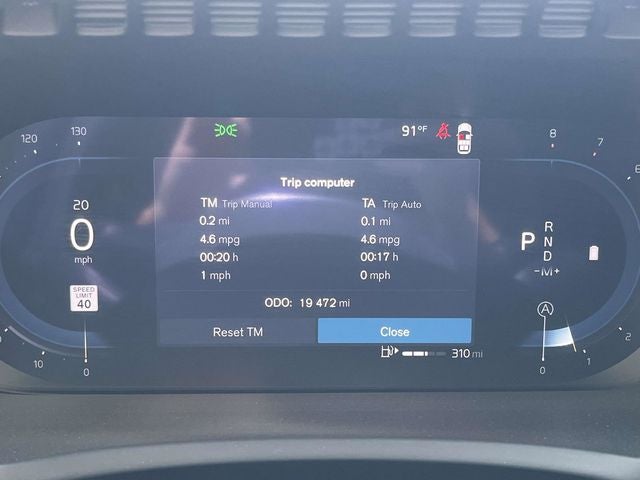 120
130
91°F
8
7
6
Trip computer
TM Trip Manual
TA Trip Auto
0.2 mi
0.1 mi
4.6 mpg
4.6 mpg
00:20 h
00:17 h
1 mph
0 mph
ODO: 19 472 mi
Reset TM
Close
20
0
mph
SPEED
LIMIT
40
P
R
N
D
-M+
A
10
0
310 mi
2
1
0